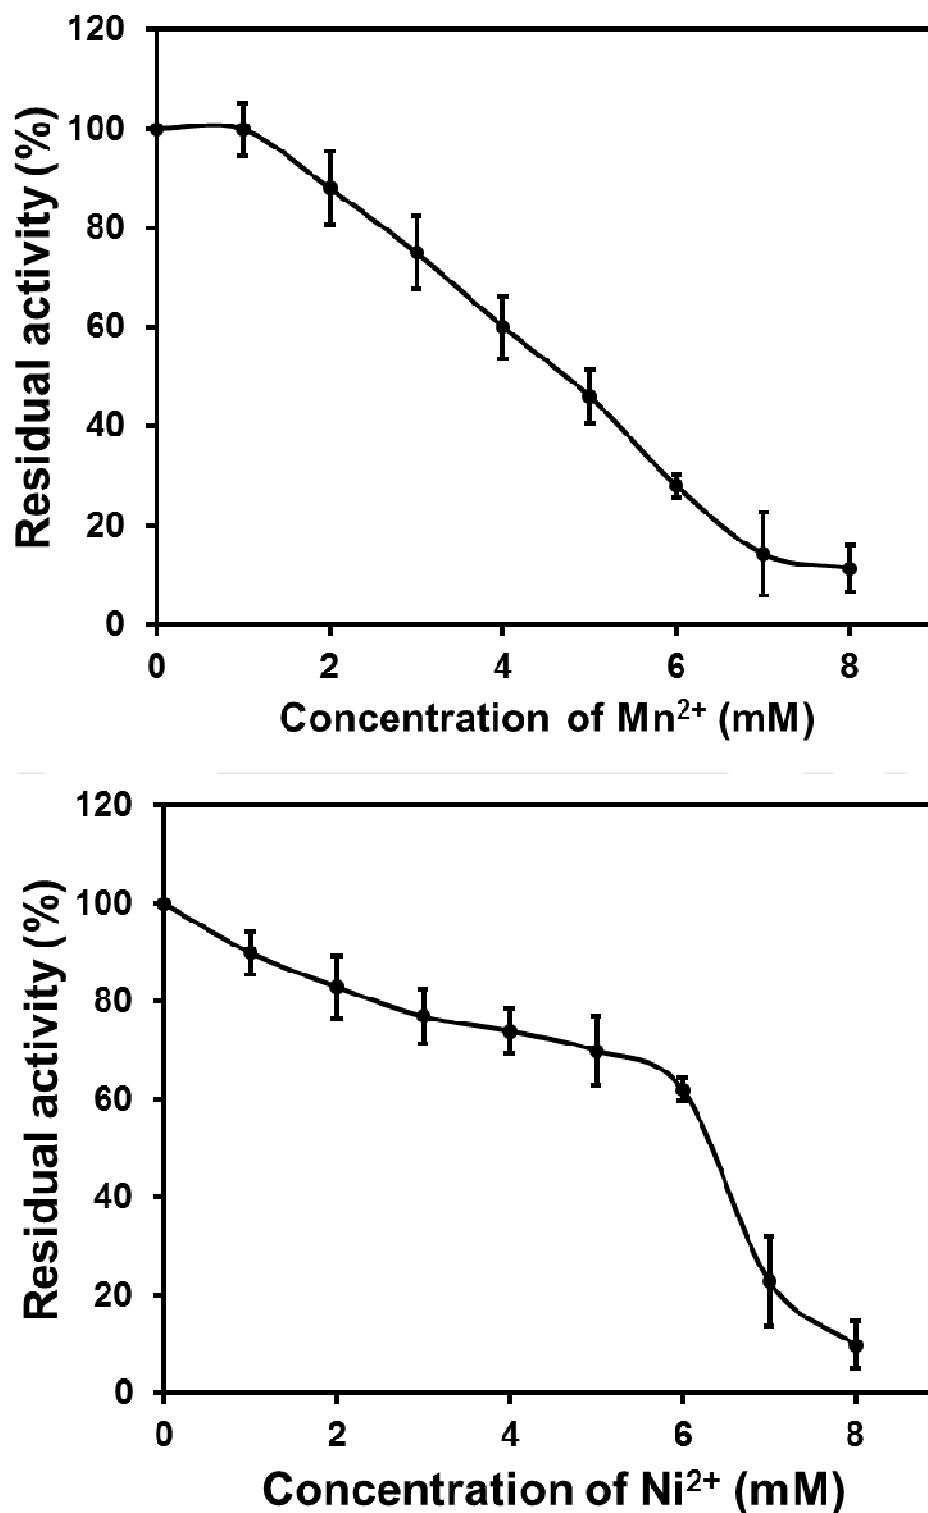 120
100
80
60
40
20
0
Residual activity (%)
0 2 4 6 8
Concentration of Mn²⁺ (mM)
120
100
80
60
40
20
0
Residual activity (%)
0 2 4 6 8
Concentration of Ni²⁺ (mM)